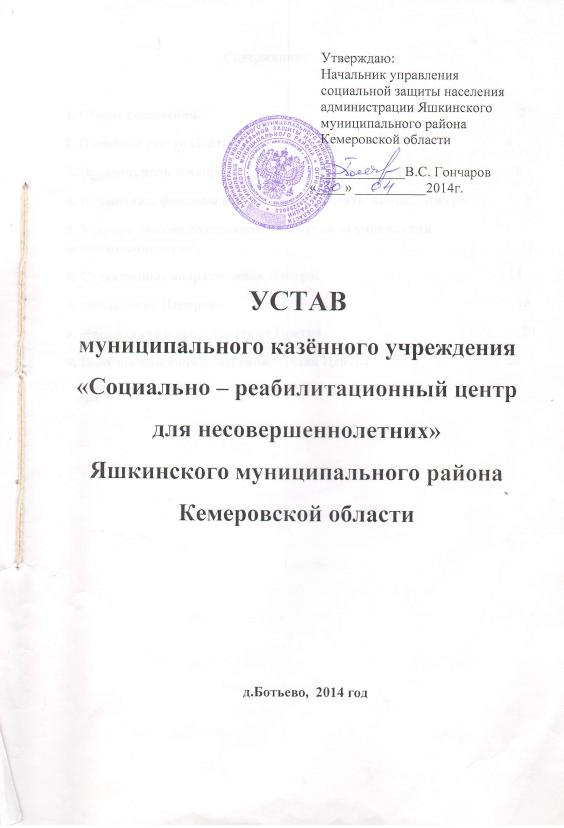 Утверждаю:
Начальник управления
социальной защиты населения
администрации Яшкинского
муниципального района
Кемеровской области
В.С. Гончаров
«30» 04 2014г.
УСТАВ
муниципального казённого учреждения
«Социально – реабилитационный центр
для несовершеннолетних»
Яшкинского муниципального района
Кемеровской области
д.Ботьево, 2014 год